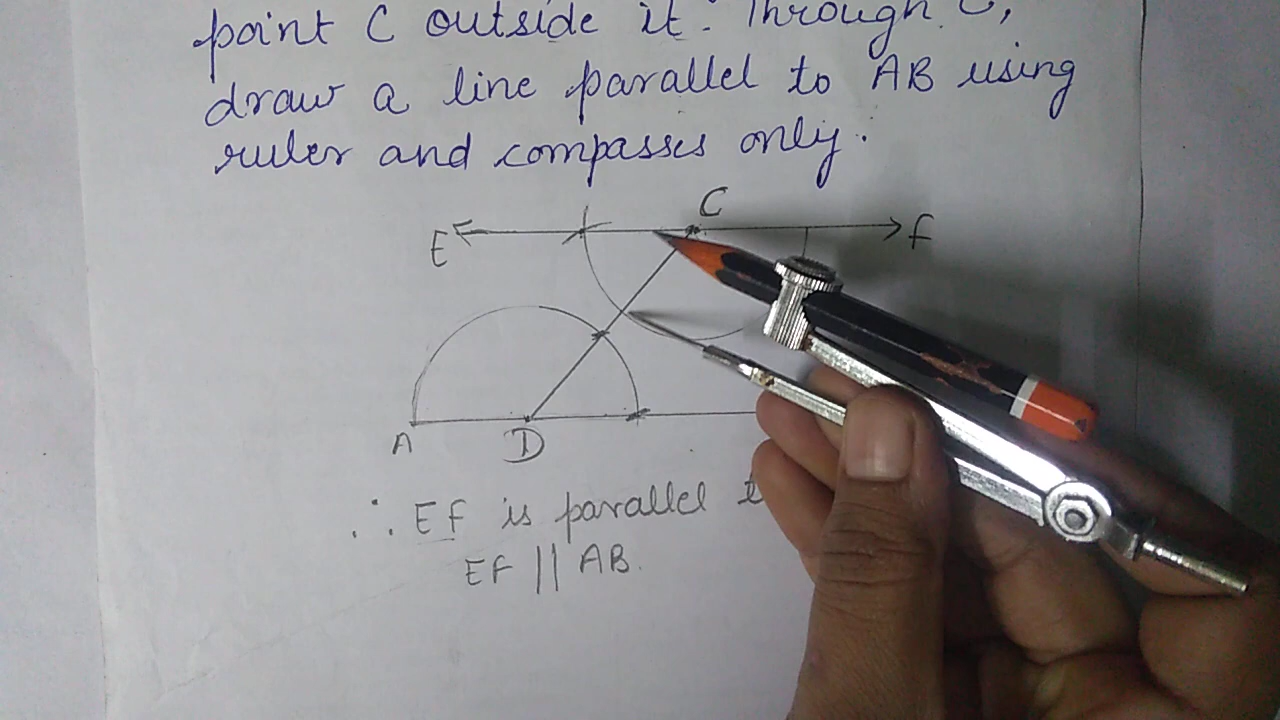 point C outside it. Through C,
draw a line parallel to AB using
ruler and compasses only.
C
E
F
A
D
∴ EF is parallel
EF || AB.